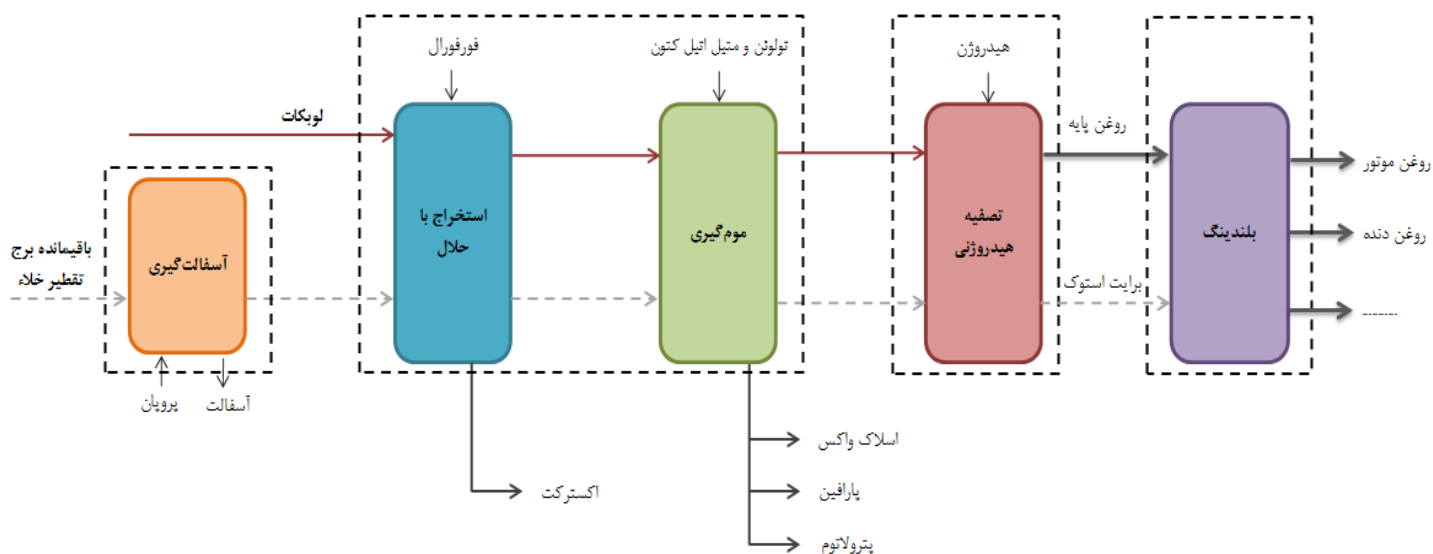 فورفورال
تولوئن و متیل اتیل کتون
هیدروژن
لوبکات
روغن پایه
روغن موتور
باقیمانده برج
تقطیر خلاء
آسفالت‌گیری
استخراج با
حلال
موم‌گیری
تصفیه
هیدروژنی
بلندینگ
روغن دنده
برایت استوک
..........
پروپان
آسفالت
اسلاک واکس
اکسترکت
پارافین
پترولاتوم